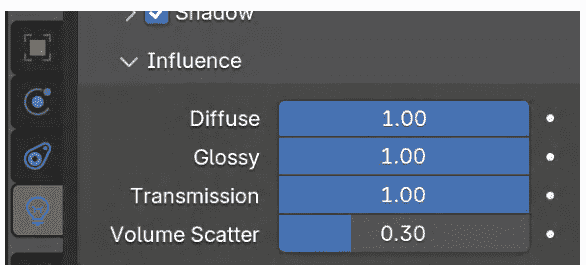 Shadow
Influence
Diffuse 1.00
Glossy 1.00
Transmission 1.00
Volume Scatter 0.30